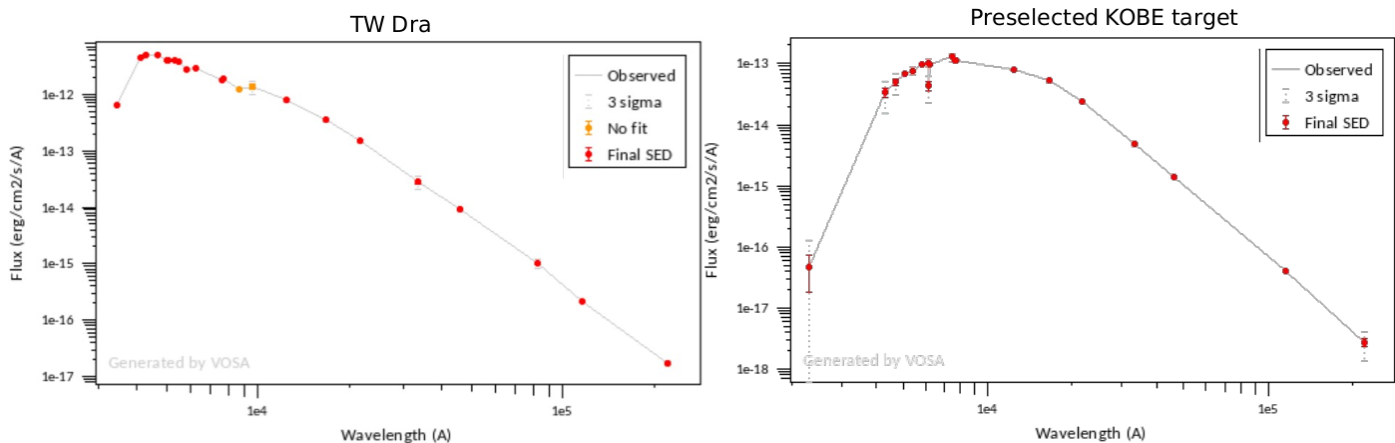 TW Dra
Flux (erg/cm2/s/A)
1e-12
1e-13
1e-14
1e-15
1e-16
1e-17
Observed
3 sigma
No fit
Final SED
Generated by VOSA
1e4
1e5
Wavelength (A)
Preselected KOBE target
Flux (erg/cm2/s/A)
1e-13
1e-14
1e-15
1e-16
1e-17
1e-18
Observed
3 sigma
Final SED
Generated by VOSA
1e4
1e5
Wavelength (A)